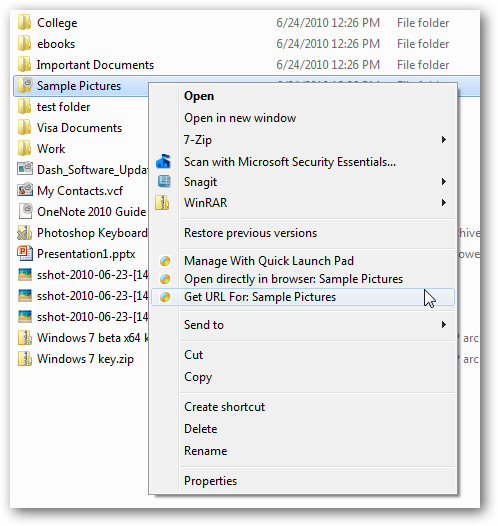 College 6/24/2010 12:26 PM File folder
ebooks 6/24/2010 12:26 PM File folder
Important Documents 6/24/2010 12:26 PM File folder
Sample Pictures
test folder
Visa Documents
Work
Dash_Software_Updat
My Contacts.vcf
OneNote 2010 Guide
Photoshop Keyboard
Presentation1.pptx
sshot-2010-06-23-[14
sshot-2010-06-23-[14
sshot-2010-06-23-[14
Windows 7 beta x64 k
Windows 7 key.zip
Open
Open in new window
7-Zip
Scan with Microsoft Security Essentials...
Snagit
WinRAR
Restore previous versions
Manage With Quick Launch Pad
Open directly in browser: Sample Pictures
Get URL For: Sample Pictures
Send to
Cut
Copy
Create shortcut
Delete
Rename
Properties